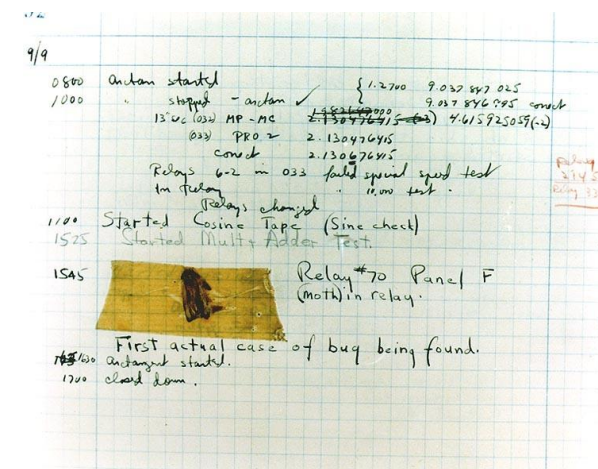 9/9
0800 Antan started
1000 " stopped - antan ✓ { 1.2700 9.037 847 025
9.037 846 995 correct
13"uc (032) MP-MC 2.130476415 (-3) 4.615925059(-2)
(033) PRO 2 2.130476415
correct 2.130676415
Relays 6-2 in 033 failed special speed test
in relay " 10.000 test.
Relays changed
1100 Started Cosine Tape (Sine check)
1525 Started Mult + Adder Test.
1545 Relay #70 Panel F
(moth) in relay.
First actual case of bug being found.
1630 antangent started.
1700 closed down.